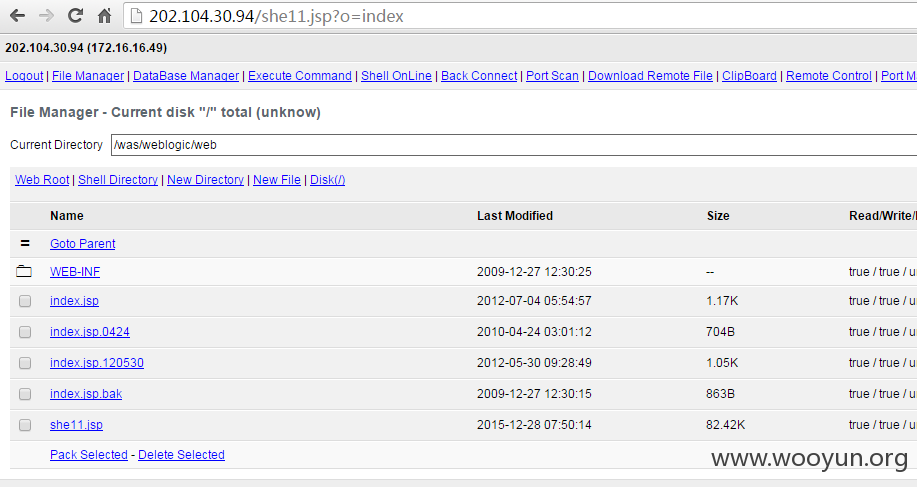 202.104.30.94/she11.jsp?o=index
202.104.30.94 (172.16.16.49)
Logout | File Manager | DataBase Manager | Execute Command | Shell OnLine | Back Connect | Port Scan | Download Remote File | ClipBoard | Remote Control | Port M
File Manager - Current disk "/" total (unknow)
Current Directory /was/weblogic/web
Web Root | Shell Directory | New Directory | New File | Disk(/)
Name Last Modified Size Read/Write/
= Goto Parent
WEB-INF 2009-12-27 12:30:25 -- true / true / u
index.jsp 2012-07-04 05:54:57 1.17K true / true / u
index.jsp.0424 2010-04-24 03:01:12 704B true / true / u
index.jsp.120530 2012-05-30 09:28:49 1.05K true / true / u
index.jsp.bak 2009-12-27 12:30:15 863B true / true / u
she11.jsp 2015-12-28 07:50:14 82.42K true / true / u
Pack Selected - Delete Selected
www.wooyun.org